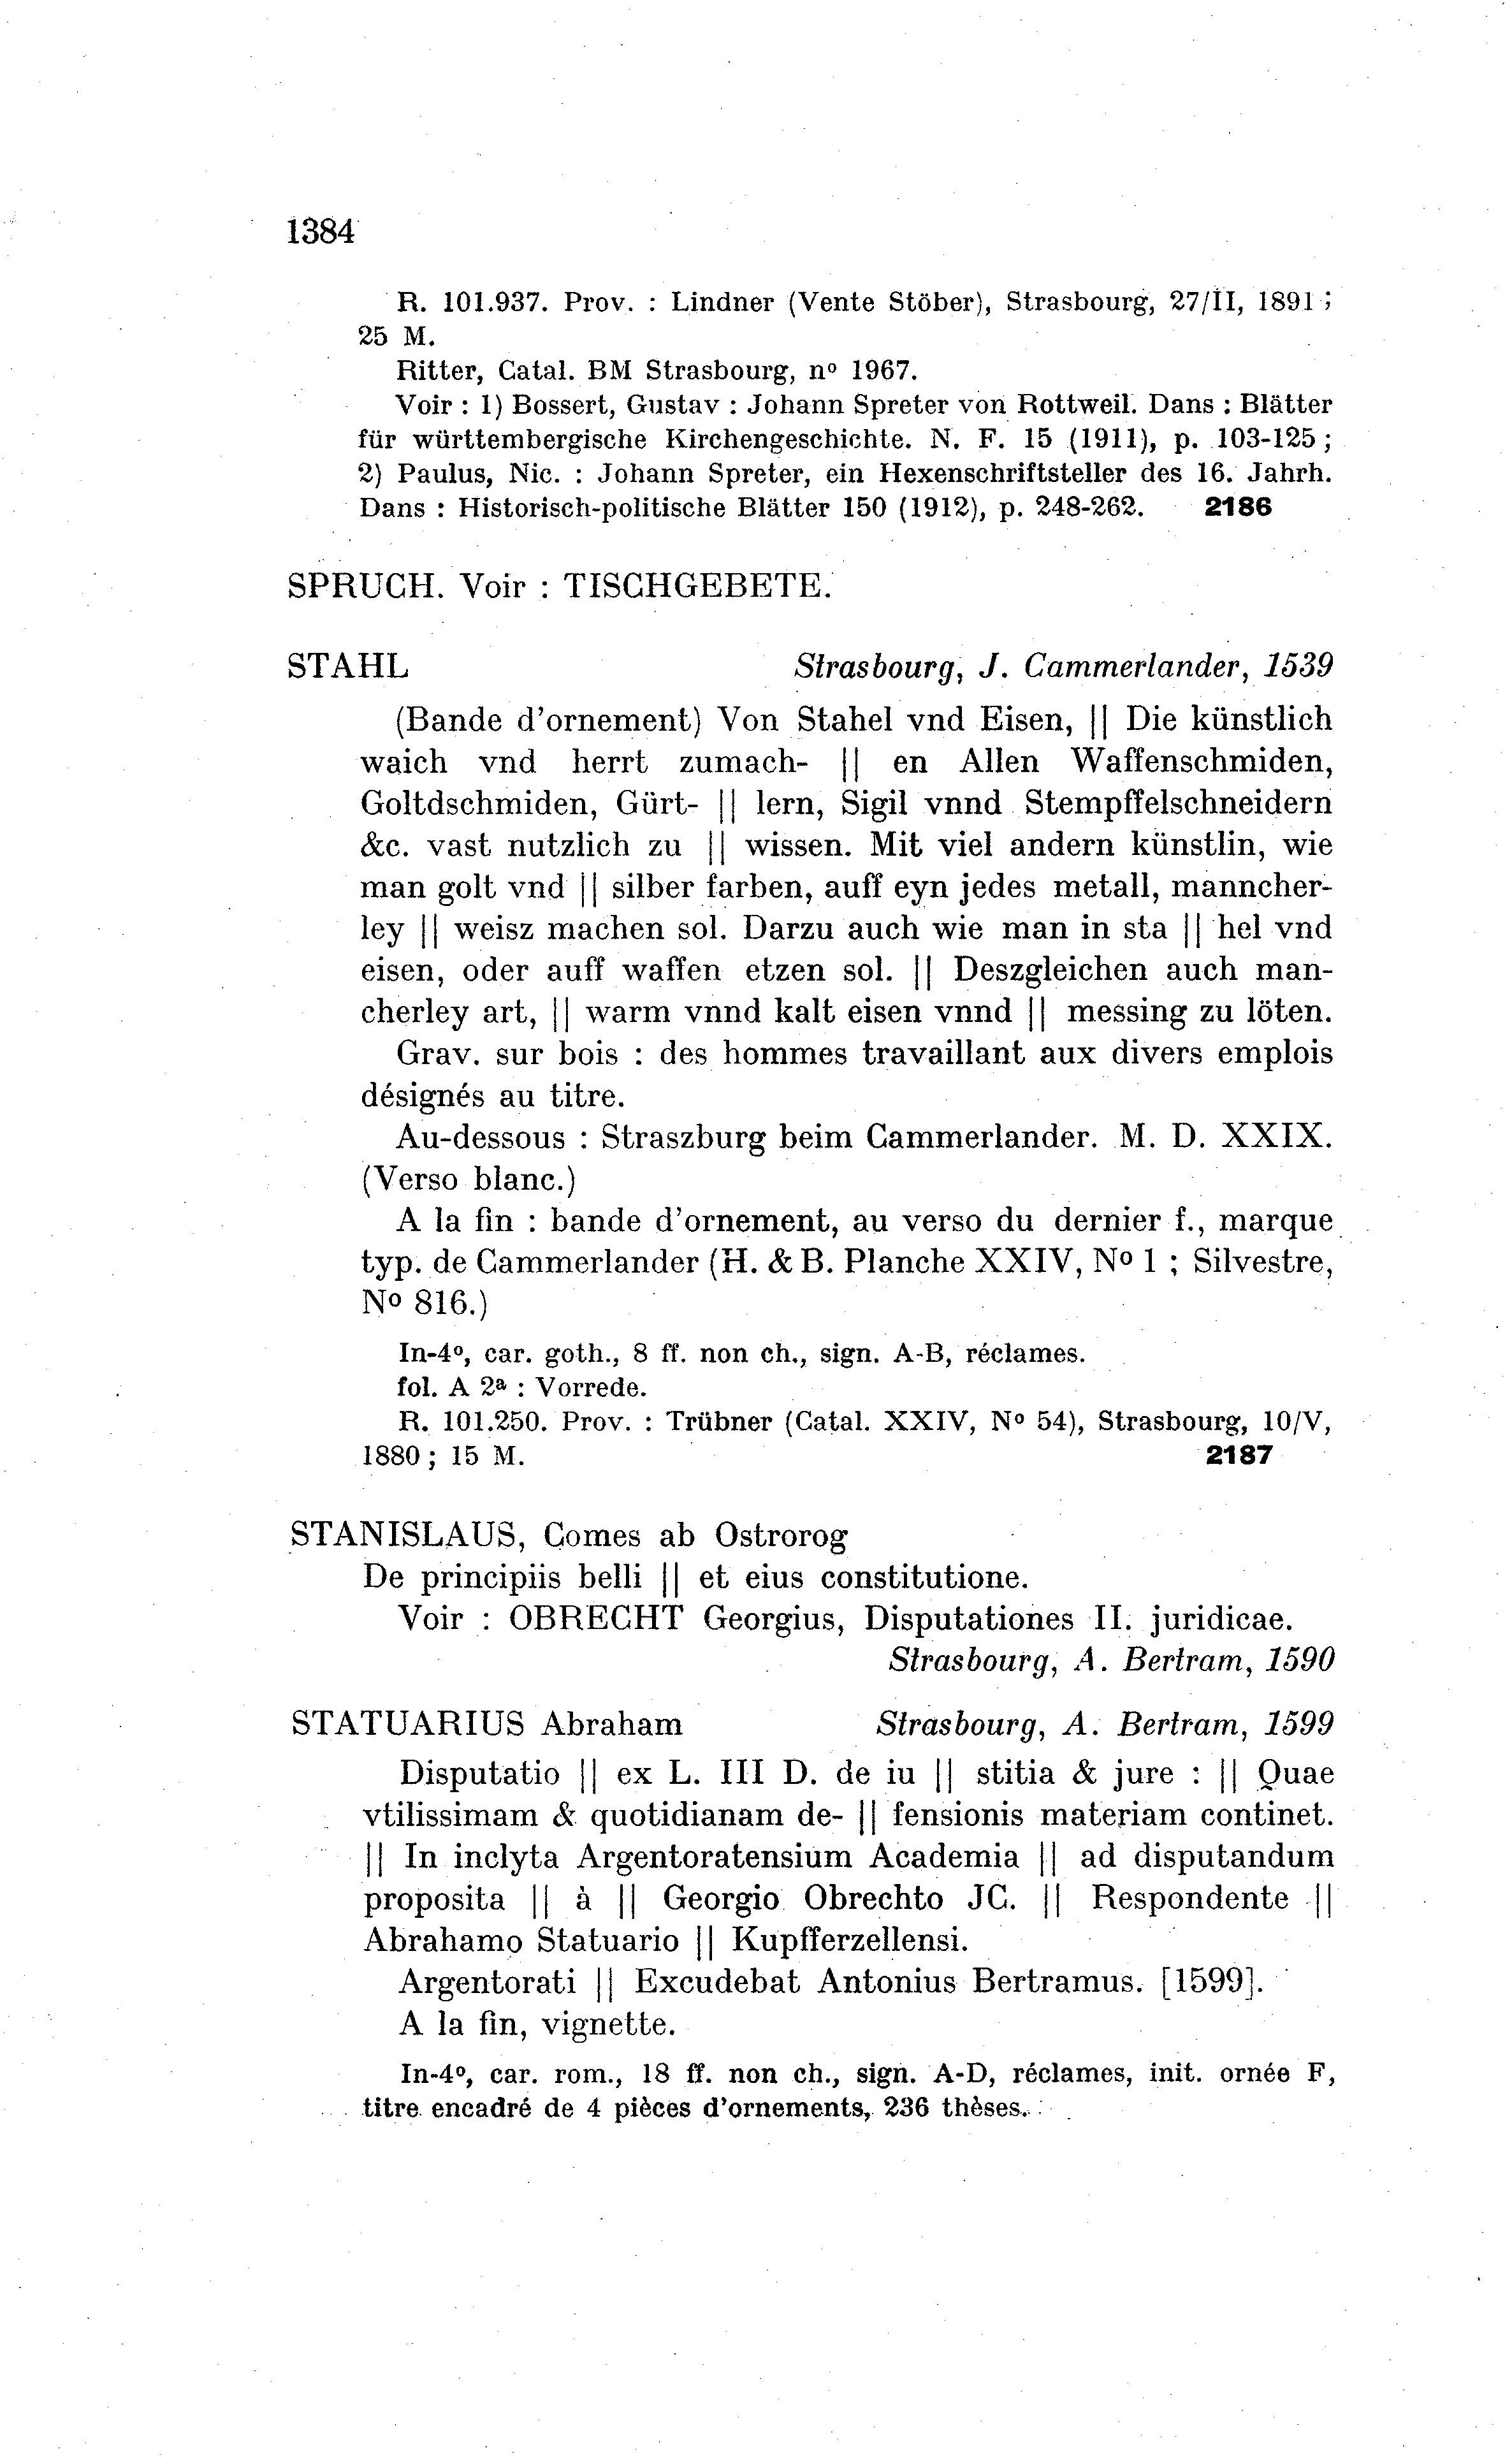 1384
R. 101.937. Prov. : Lindner (Vente Stöber), Strasbourg, 27/II, 1891 ;
25 M.
Ritter, Catal. BM Strasbourg, nº 1967.
Voir : 1) Bossert, Gustav : Johann Spreter von Rottweil. Dans : Blätter
für württembergische Kirchengeschichte. N. F. 15 (1911), p. 103-125 ;
2) Paulus, Nic. : Johann Spreter, ein Hexenschriftsteller des 16. Jahrh.
Dans : Historisch-politische Blätter 150 (1912), p. 248-262. 2186
SPRUCH. Voir : TISCHGEBETE.
STAHL Strasbourg, J. Cammerlander, 1539
(Bande d'ornement) Von Stahel vnd Eisen, || Die künstlich
waich vnd herrt zumach- || en Allen Waffenschmiden,
Goltdschmiden, Gürt- || lern, Sigil vnnd Stempffelschneidern
&c. vast nutzlich zu || wissen. Mit viel andern künstlin, wie
man golt vnd || silber farben, auff eyn jedes metall, manncher-
ley || weisz machen sol. Darzu auch wie man in sta || hel vnd
eisen, oder auff waffen etzen sol. || Deszgleichen auch man-
cherley art, || warm vnnd kalt eisen vnnd || messing zu löten.
Grav. sur bois : des hommes travaillant aux divers emplois
désignés au titre.
Au-dessous : Straszburg beim Cammerlander. M. D. XXIX.
(Verso blanc.)
A la fin : bande d'ornement, au verso du dernier f., marque
typ. de Cammerlander (H. & B. Planche XXIV, Nº 1 ; Silvestre,
Nº 816.)
In-4º, car. goth., 8 ff. non ch., sign. A-B, réclames.
fol. A 2ª : Vorrede.
R. 101.250. Prov. : Trübner (Catal. XXIV, Nº 54), Strasbourg, 10/V,
1880 ; 15 M. 2187
STANISLAUS, Comes ab Ostrorog
De principiis belli || et eius constitutione.
Voir : OBRECHT Georgius, Disputationes II. juridicae.
Strasbourg, A. Bertram, 1590
STATUARIUS Abraham Strasbourg, A. Bertram, 1599
Disputatio || ex L. III D. de iu || stitia & jure : || Quae
vtilissimam & quotidianam de- || fensionis materiam continet.
|| In inclyta Argentoratensium Academia || ad disputandum
proposita || à || Georgio Obrechto JC. || Respondente ||
Abrahamo Statuario || Kupfferzellensi.
Argentorati || Excudebat Antonius Bertramus. [1599].
A la fin, vignette.
In-4º, car. rom., 18 ff. non ch., sign. A-D, réclames, init. ornée F,
titre encadré de 4 pièces d'ornements, 236 thèses.